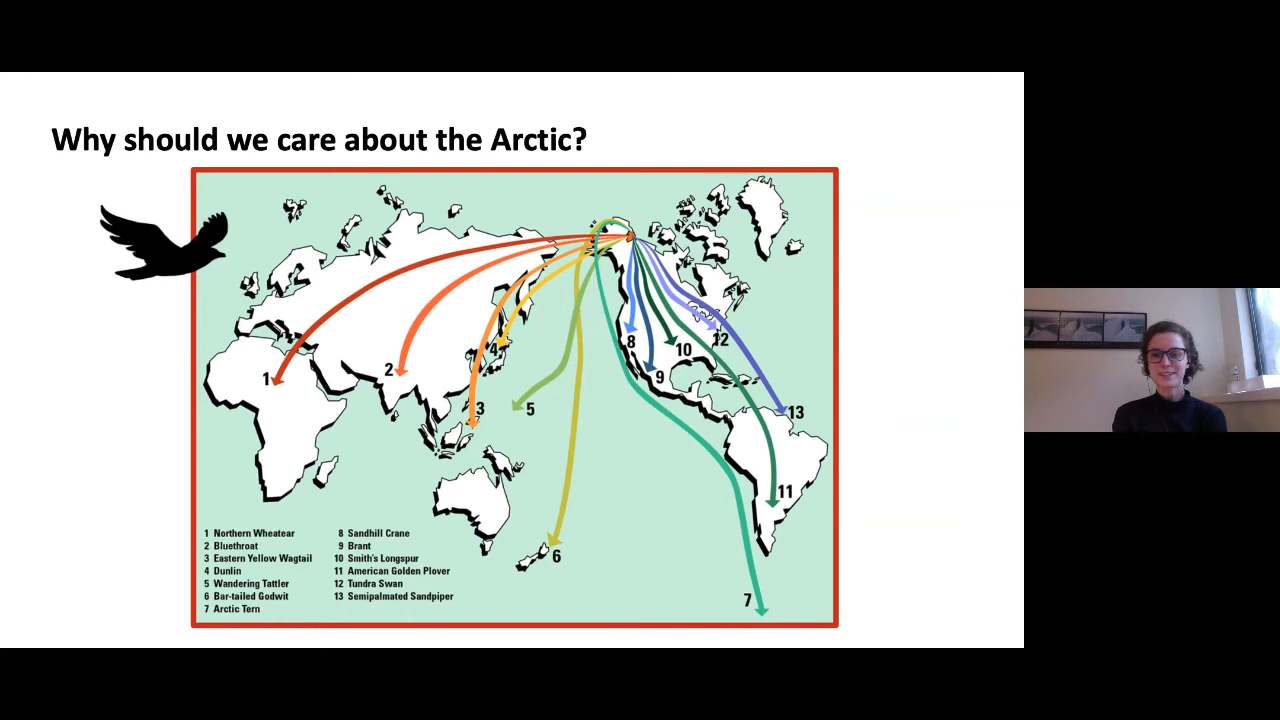 Why should we care about the Arctic?
1
2
3
4
5
6
7
8
9
10
11
12
13
1 Northern Wheatear
2 Bluethroat
3 Eastern Yellow Wagtail
4 Dunlin
5 Wandering Tattler
6 Bar-tailed Godwit
7 Arctic Tern
8 Sandhill Crane
9 Brant
10 Smith's Longspur
11 American Golden Plover
12 Tundra Swan
13 Semipalmated Sandpiper